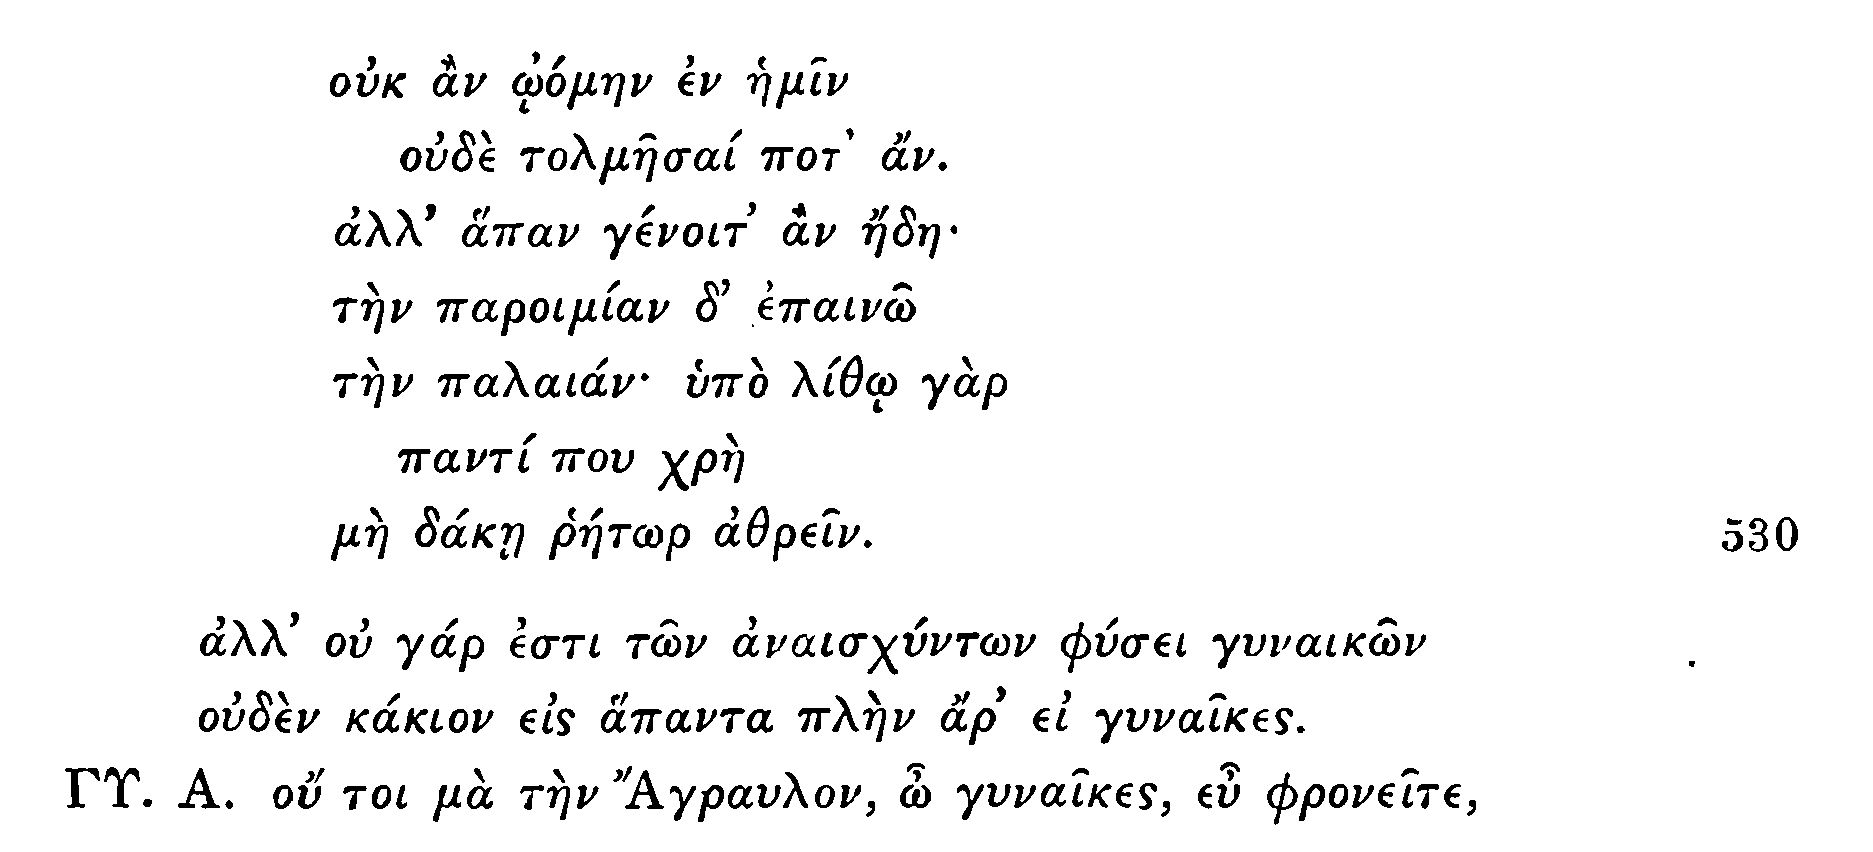 οὐκ ἂν ᾠόμην ἐν ἡμῖν
οὐδὲ τολμῆσαί ποτ’ ἄν.
ἀλλ’ ἅπαν γένοιτ’ ἂν ἤδη·
τὴν παροιμίαν δ’ ἐπαινῶ
τὴν παλαιάν· ὑπὸ λίθῳ γὰρ
παντί που χρὴ
μὴ δάκῃ ῥήτωρ ἀθρεῖν. 530
ἀλλ’ οὐ γάρ ἐστι τῶν ἀναισχύντων φύσει γυναικῶν
οὐδὲν κάκιον εἰς ἅπαντα πλὴν ἄρ’ εἰ γυναῖκες.
ΓΥ. Α. οὔ τοι μὰ τὴν Ἄγραυλον, ὦ γυναῖκες, εὖ φρονεῖτε,